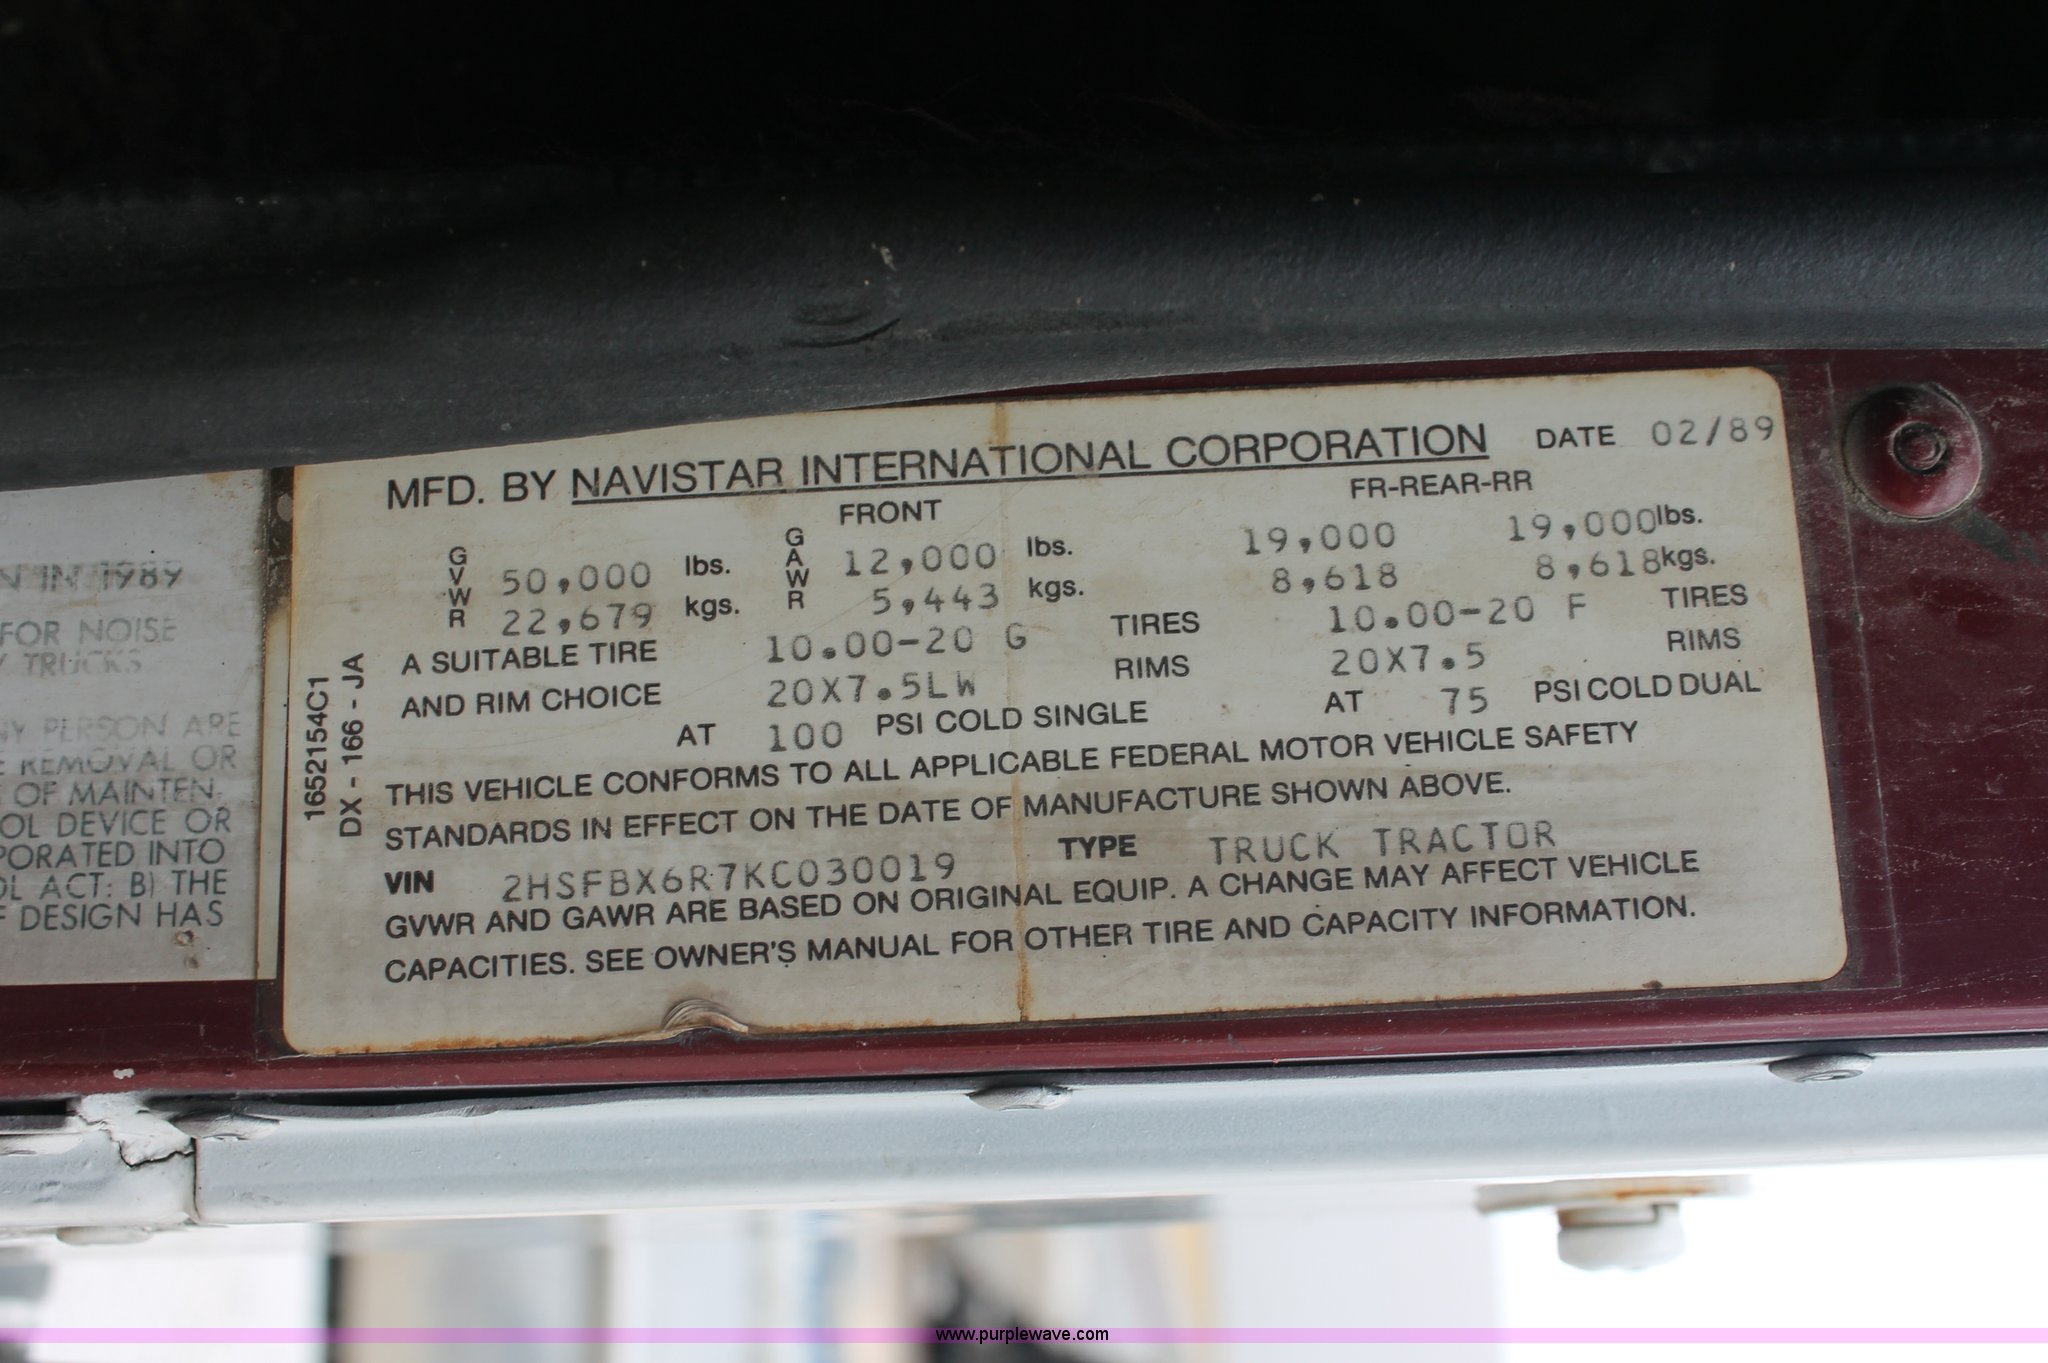 MFD. BY NAVISTAR INTERNATIONAL CORPORATION DATE 02/89
FRONT FR-REAR-RR
GVWR 50,000 lbs. GAWR 12,000 lbs. 19,000 19,000 lbs.
22,679 kgs. 5,443 kgs. 8,618 8,618 kgs.
A SUITABLE TIRE 10.00-20 G TIRES 10.00-20 F TIRES
AND RIM CHOICE 20X7.5LW RIMS 20X7.5 RIMS
AT 100 PSI COLD SINGLE AT 75 PSI COLD DUAL
THIS VEHICLE CONFORMS TO ALL APPLICABLE FEDERAL MOTOR VEHICLE SAFETY
STANDARDS IN EFFECT ON THE DATE OF MANUFACTURE SHOWN ABOVE.
VIN 2HSFBX6R7KC030019 TYPE TRUCK TRACTOR
GVWR AND GAWR ARE BASED ON ORIGINAL EQUIP. A CHANGE MAY AFFECT VEHICLE
CAPACITIES. SEE OWNER'S MANUAL FOR OTHER TIRE AND CAPACITY INFORMATION.
1652154C1
DX - 166 - JA
IN 1989
FOR NOISE
TRUCKS
PERSON ARE
REMOVAL OR
OF MAINTEN-
DEVICE OR
INTO
ACT: B) THE
DESIGN HAS
www.purplewave.com